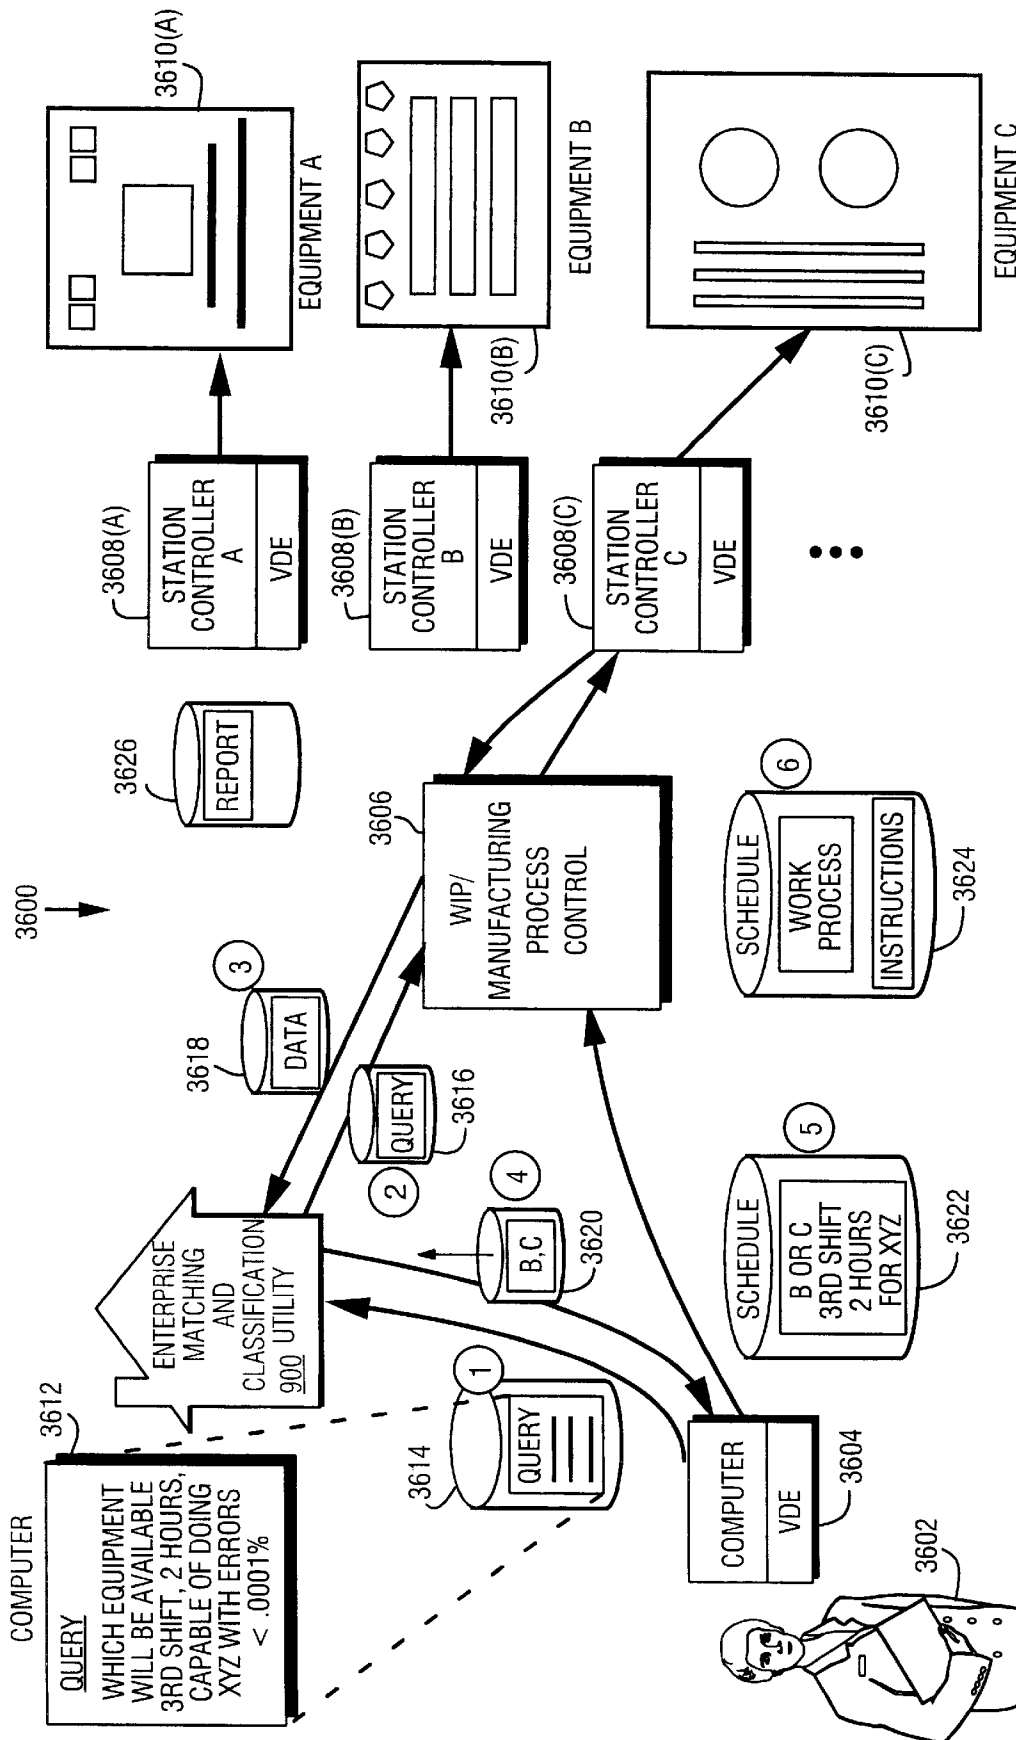 3600
COMPUTER
3612
QUERY
WHICH EQUIPMENT
WILL BE AVAILABLE
3RD SHIFT, 2 HOURS,
CAPABLE OF DOING
XYZ WITH ERRORS
< .0001%
ENTERPRISE
MATCHING
AND
CLASSIFICATION
900 UTILITY
3614
1
QUERY
2
QUERY
3616
3618
3
DATA
4
B,C
3620
COMPUTER
VDE
3604
3602
SCHEDULE
5
B OR C
3RD SHIFT
2 HOURS
FOR XYZ
3622
3606
WIP/
MANUFACTURING
PROCESS
CONTROL
SCHEDULE
6
WORK
PROCESS
INSTRUCTIONS
3624
3626
REPORT
3608(A)
STATION
CONTROLLER
A
VDE
3608(B)
STATION
CONTROLLER
B
VDE
3608(C)
STATION
CONTROLLER
C
VDE
3610(A)
EQUIPMENT A
3610(B)
EQUIPMENT B
3610(C)
EQUIPMENT C